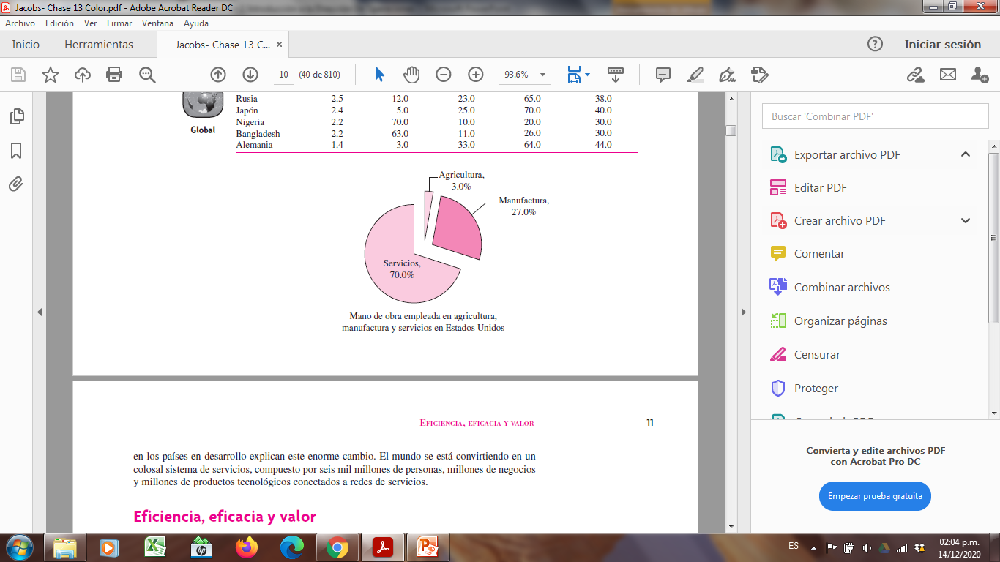 Jacobs- Chase 13 Color.pdf - Adobe Acrobat Reader DC
Archivo Edición Ver Firmar Ventana Ayuda
Inicio Herramientas Jacobs- Chase 13 C... × Iniciar sesión
10 (40 de 810) 93.6%
Rusia 2.5 12.0 23.0 65.0 38.0
Japón 2.4 5.0 25.0 70.0 40.0
Nigeria 2.2 70.0 10.0 20.0 30.0
Bangladesh 2.2 63.0 11.0 26.0 30.0
Alemania 1.4 3.0 33.0 64.0 44.0
Global
Agricultura,
3.0%
Manufactura,
27.0%
Servicios,
70.0%
Mano de obra empleada en agricultura,
manufactura y servicios en Estados Unidos
EFICIENCIA, EFICACIA Y VALOR 11
en los países en desarrollo explican este enorme cambio. El mundo se está convirtiendo en un
colosal sistema de servicios, compuesto por seis mil millones de personas, millones de negocios
y millones de productos tecnológicos conectados a redes de servicios.
Eficiencia, eficacia y valor
Buscar 'Combinar PDF'
Exportar archivo PDF
Editar PDF
Crear archivo PDF
Comentar
Combinar archivos
Organizar páginas
Censurar
Proteger
Convierta y edite archivos PDF
con Acrobat Pro DC
Empezar prueba gratuita
ES
02:04 p.m.
14/12/2020